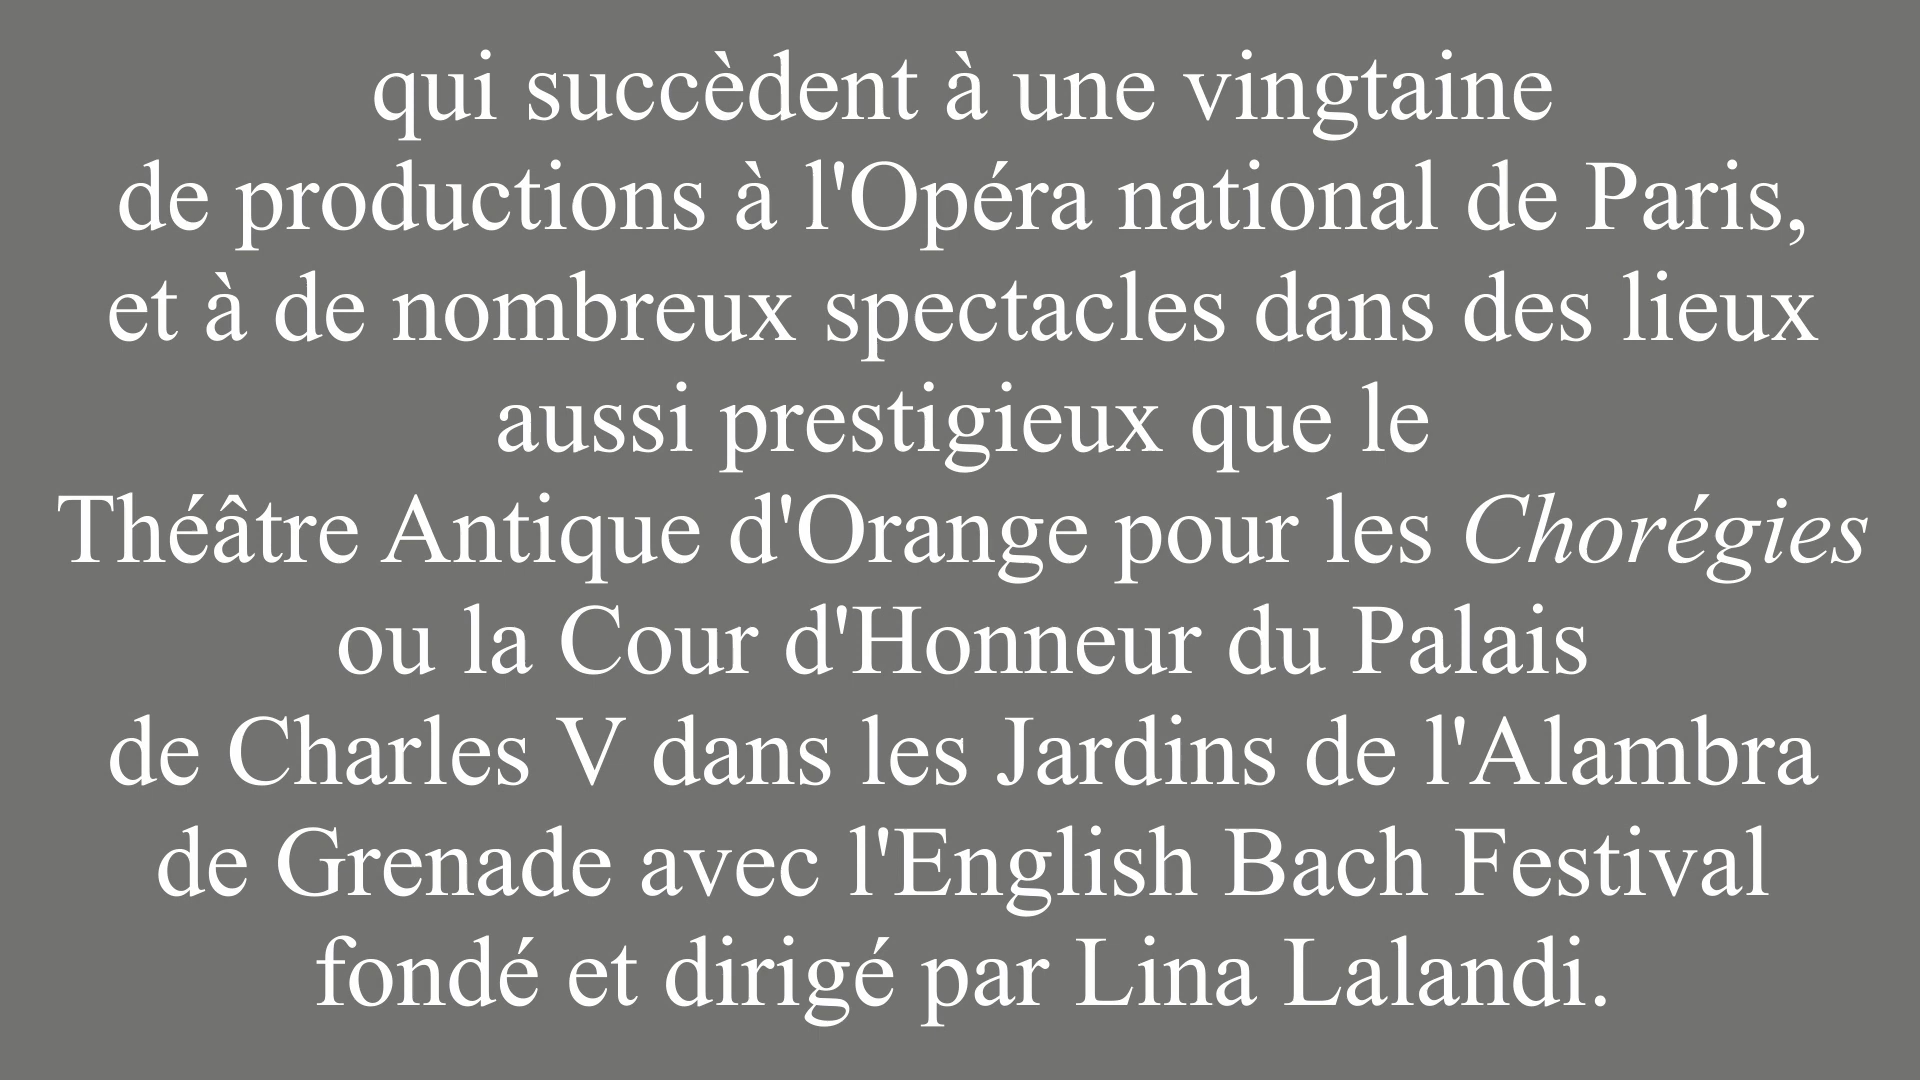 qui succèdent à une vingtaine
de productions à l'Opéra national de Paris,
et à de nombreux spectacles dans des lieux
aussi prestigieux que le
Théâtre Antique d'Orange pour les Chorégies
ou la Cour d'Honneur du Palais
de Charles V dans les Jardins de l'Alambra
de Grenade avec l'English Bach Festival
fondé et dirigé par Lina Lalandi.